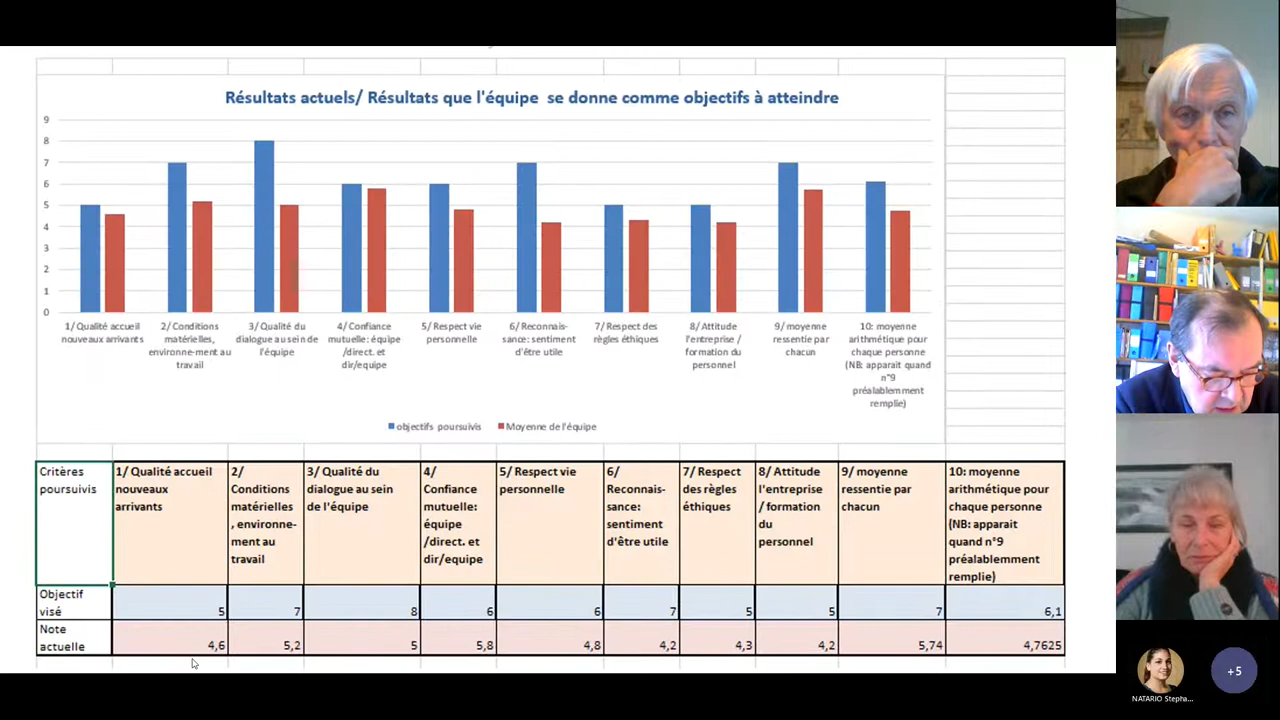 Résultats actuels/ Résultats que l'équipe se donne comme objectifs à atteindre
9
8
7
6
5
4
3
2
1
0
1/ Qualité accueil
nouveaux arrivants
2/ Conditions
matérielles,
environne-ment au
travail
3/ Qualité du
dialogue au sein de
l'équipe
4/ Confiance
mutuelle: équipe
/direct. et
dir/equipe
5/ Respect vie
personnelle
6/ Reconnais-
sance: sentiment
d'être utile
7/ Respect des
règles éthiques
8/ Attitude
l'entreprise /
formation du
personnel
9/ moyenne
ressentie par
chacun
10: moyenne
arithmétique pour
chaque personne
(NB: apparait quand
n°9
préalablemment
remplie)
objectifs poursuivis
Moyenne de l'équipe
Critères
poursuivis
1/ Qualité accueil
nouveaux
arrivants
2/
Conditions
matérielles
, environne-
ment au
travail
3/ Qualité du
dialogue au sein
de l'équipe
4/
Confiance
mutuelle:
équipe
/direct. et
dir/equipe
5/ Respect vie
personnelle
6/
Reconnais-
sance:
sentiment
d'être utile
7/ Respect
des règles
éthiques
8/ Attitude
l'entreprise
/ formation
du
personnel
9/ moyenne
ressentie par
chacun
10: moyenne
arithmétique pour
chaque personne
(NB: apparait
quand n°9
préalablemment
remplie)
Objectif
visé
5 7 8 6 6 7 5 5 7 6,1
Note
actuelle
4,6 5,2 5 5,8 4,8 4,2 4,3 4,2 5,74 4,7625
NATARIO Stepha...
+5